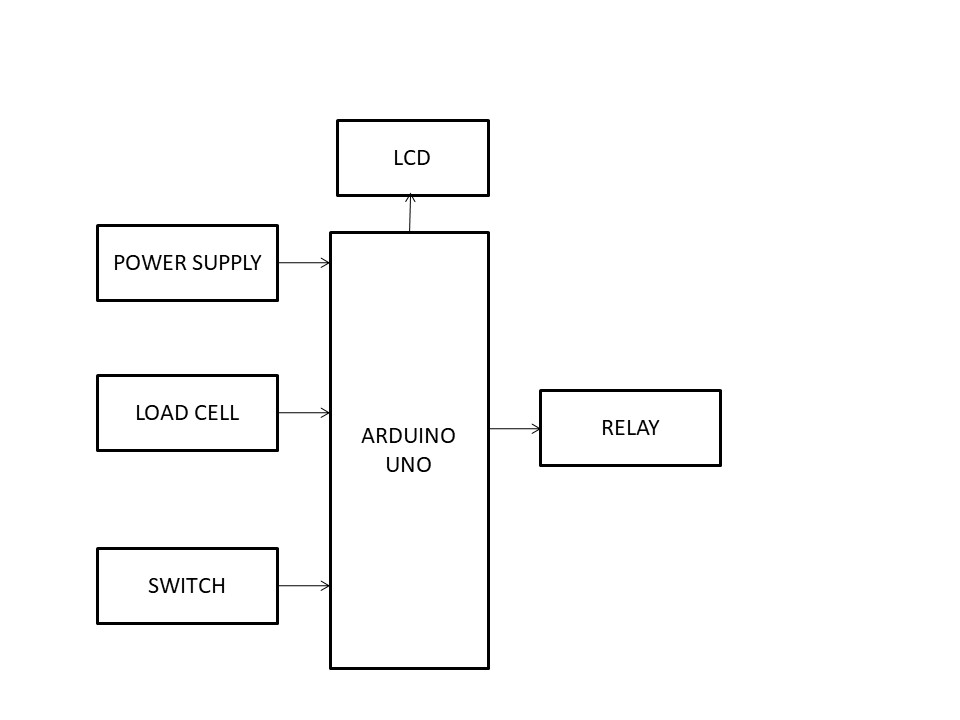 LCD
POWER SUPPLY
LOAD CELL
ARDUINO
UNO
RELAY
SWITCH